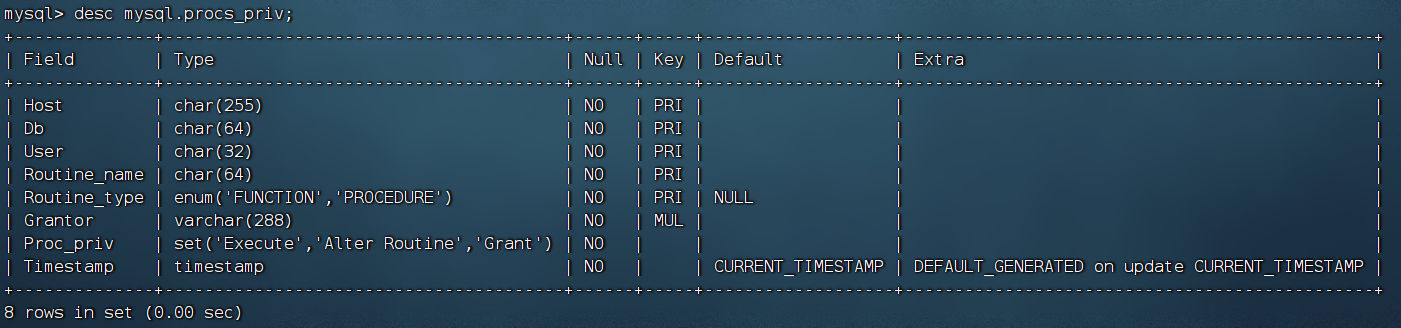 mysql> desc mysql.procs_priv;
+--------------+----------------------------------------+------+-----+-------------------+-----------------------------------------------+
| Field        | Type                                   | Null | Key | Default           | Extra                                         |
+--------------+----------------------------------------+------+-----+-------------------+-----------------------------------------------+
| Host         | char(255)                              | NO   | PRI |                   |                                               |
| Db           | char(64)                               | NO   | PRI |                   |                                               |
| User         | char(32)                               | NO   | PRI |                   |                                               |
| Routine_name | char(64)                               | NO   | PRI |                   |                                               |
| Routine_type | enum('FUNCTION','PROCEDURE')           | NO   | PRI | NULL              |                                               |
| Grantor      | varchar(288)                           | NO   | MUL |                   |                                               |
| Proc_priv    | set('Execute','Alter Routine','Grant') | NO   |     |                   |                                               |
| Timestamp    | timestamp                              | NO   |     | CURRENT_TIMESTAMP | DEFAULT_GENERATED on update CURRENT_TIMESTAMP |
+--------------+----------------------------------------+------+-----+-------------------+-----------------------------------------------+
8 rows in set (0.00 sec)